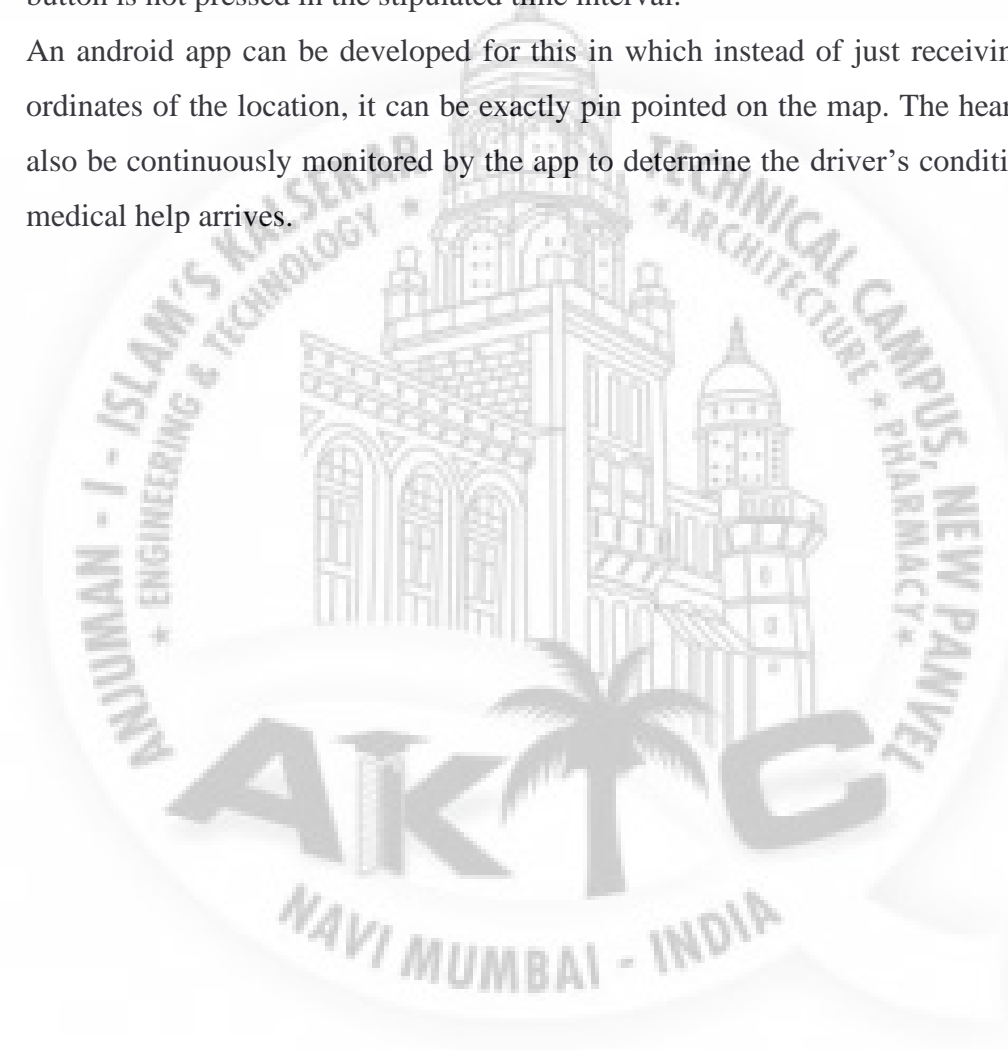 button is not pressed in the stipulated time interval.
An android app can be developed for this in which instead of just receivin
ordinates of the location, it can be exactly pin pointed on the map. The hear
also be continuously monitored by the app to determine the driver's conditi
medical help arrives.
ANJUMAN - I - ISLAM'S KALSEKAR TECHNICAL CAMPUS, NEW PANVEL
* ENGINEERING & TECHNOLOGY * *ARCHITECTURE * PHARMACY *
AKTC
NAVI MUMBAI - INDIA